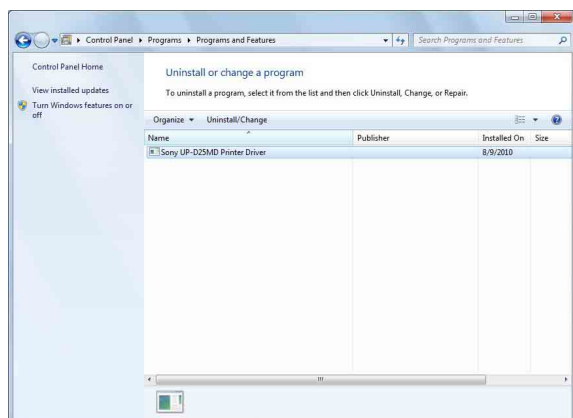 Control Panel ▸ Programs ▸ Programs and Features
Search Programs and Features
Control Panel Home
View installed updates
Turn Windows features on or
off
Uninstall or change a program
To uninstall a program, select it from the list and then click Uninstall, Change, or Repair.
Organize Uninstall/Change
Name Publisher Installed On Size
Sony UP-D25MD Printer Driver 8/9/2010